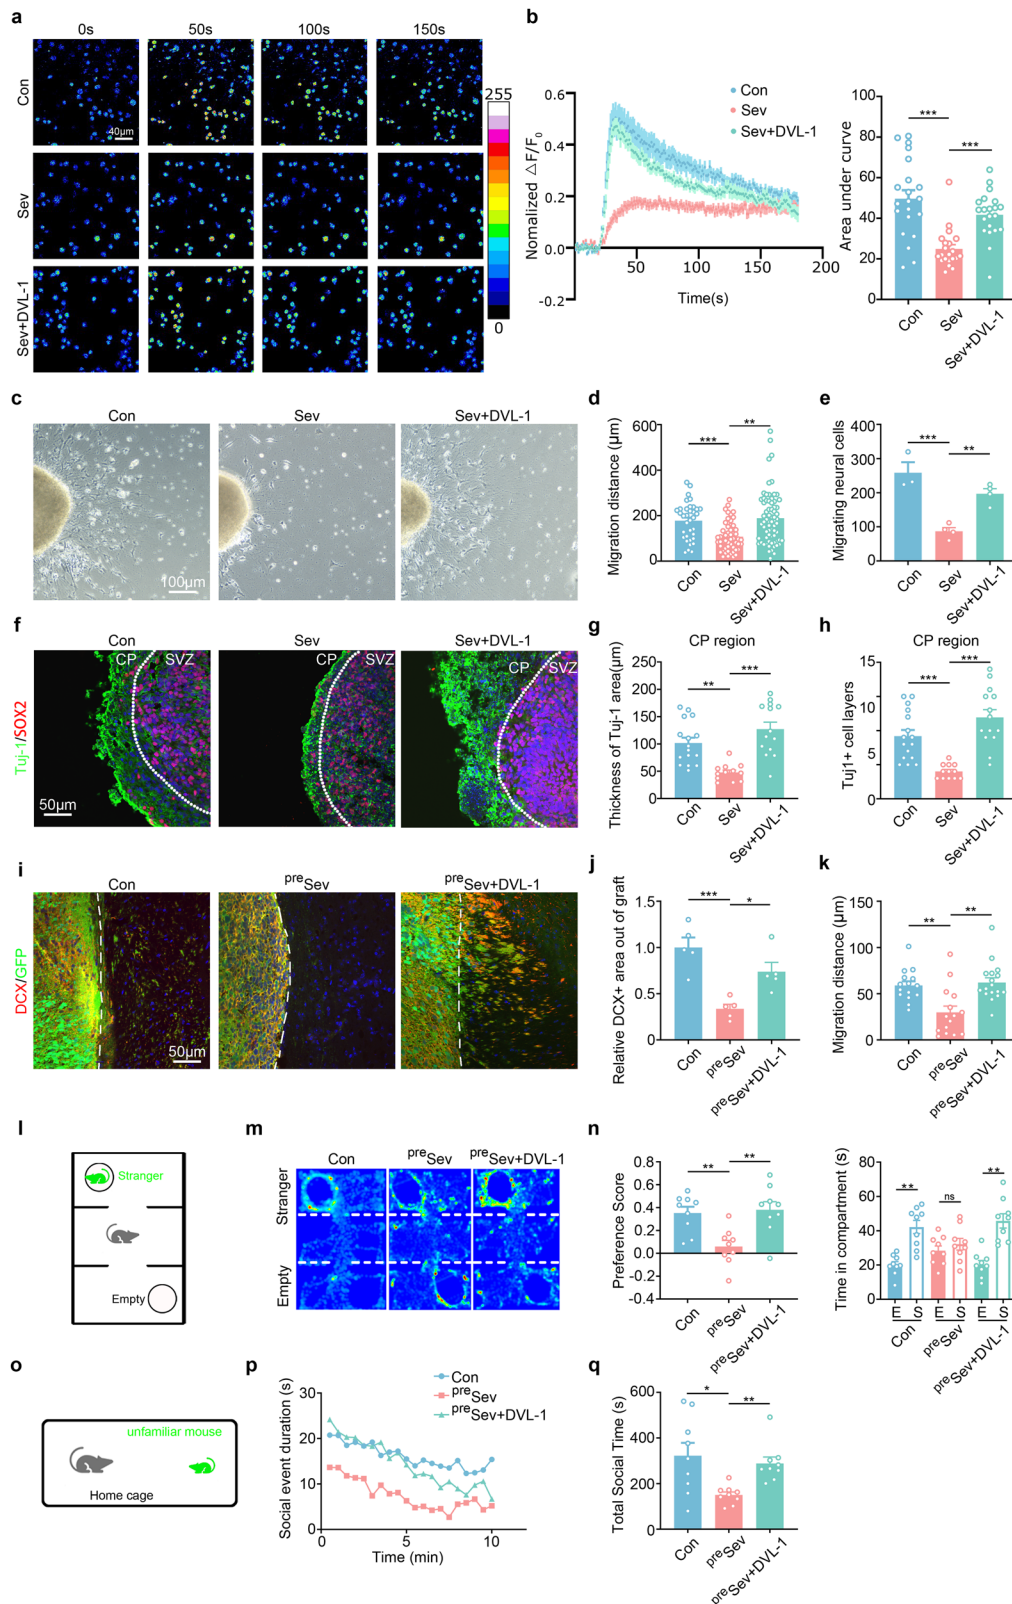 a
0s 50s 100s 150s
Con
40μm
Sev
Sev+DVL-1
255
0
b
Nomalized △F/F0
0.6
0.4
0.2
0.0
-0.2
50 100 150 200
Time(s)
Con
Sev
Sev+DVL-1
Area under curve
100
80
60
40
20
0
***
***
Con
Sev
Sev+DVL-1
c
Con Sev Sev+DVL-1
100μm
d
Migration distance (μm)
600
400
200
0
***
**
Con
Sev
Sev+DVL-1
e
Migrating neural cells
400
300
200
100
0
***
**
Con
Sev
Sev+DVL-1
f
Con Sev Sev+DVL-1
Tuj-1/SOX2
CP SVZ
CP SVZ
CP SVZ
50μm
g
CP region
Thickness of Tuj-1 area(μm)
250
200
150
100
50
0
**
***
Con
Sev
Sev+DVL-1
h
CP region
Tuj1+ cell layers
15
10
5
0
***
***
Con
Sev
Sev+DVL-1
i
Con preSev preSev+DVL-1
DCX/GFP
50μm
j
Relative DCX+ area out of graft
1.5
1.0
0.5
0
***
*
Con
preSev
preSev+DVL-1
k
Migration distance (μm)
150
100
50
0
**
**
Con
preSev
preSev+DVL-1
l
Stranger
Empty
m
Con preSev preSev+DVL-1
Stranger
Empty
n
Preference Score
0.8
0.6
0.4
0.2
0.0
-0.2
-0.4
**
**
Con
preSev
preSev+DVL-1
Time in compartment (s)
80
60
40
20
0
**
ns
**
E S E S E S
Con
preSev
preSev+DVL-1
o
unfamiliar mouse
Home cage
p
Social event duration (s)
30
20
10
0
0 5 10
Time (min)
Con
preSev
preSev+DVL-1
q
Total Social Time (s)
600
400
200
0
*
**
Con
preSev
preSev+DVL-1